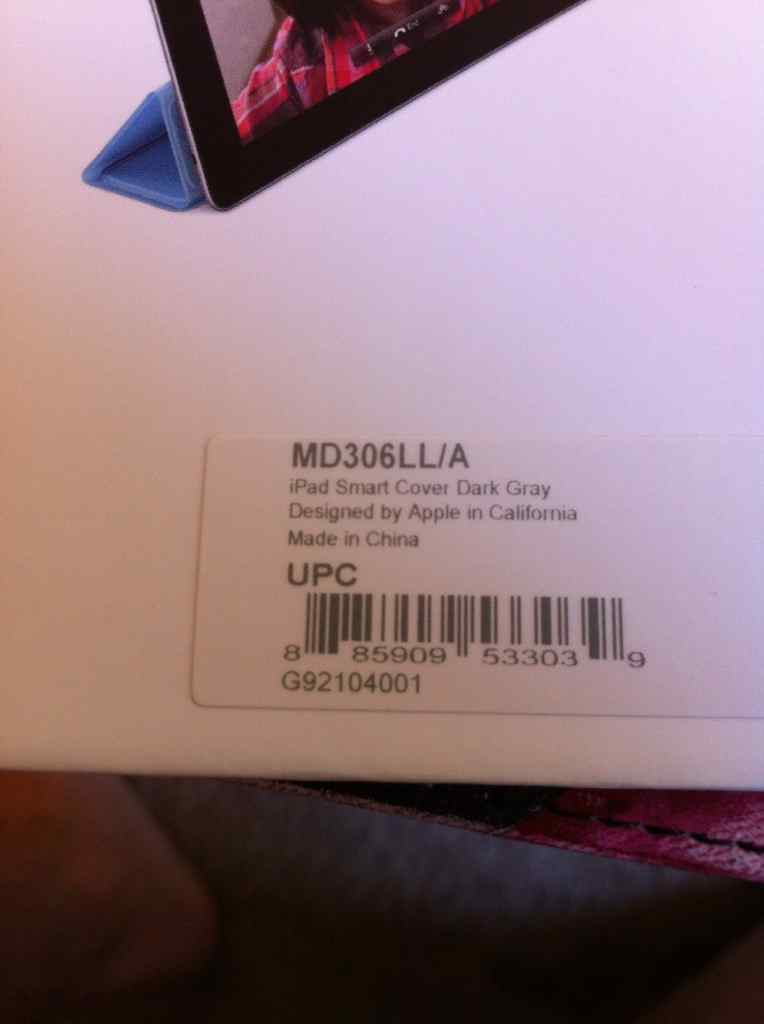 End
MD306LL/A
iPad Smart Cover Dark Gray
Designed by Apple in California
Made in China
UPC
8 85909 53303 9
G92104001